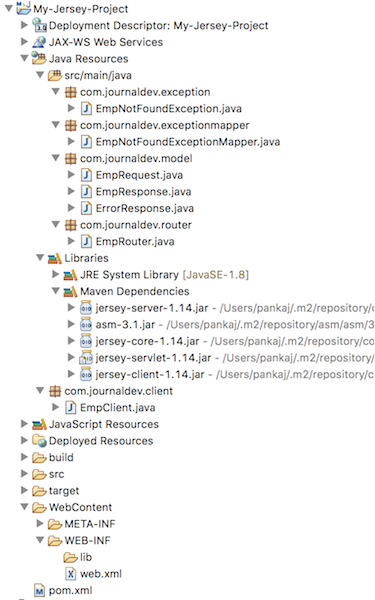 My-Jersey-Project
Deployment Descriptor: My-Jersey-Project
JAX-WS Web Services
Java Resources
src/main/java
com.journaldev.exception
EmpNotFoundException.java
com.journaldev.exceptionmapper
EmpNotFoundExceptionMapper.java
com.journaldev.model
EmpRequest.java
EmpResponse.java
ErrorResponse.java
com.journaldev.router
EmpRouter.java
Libraries
JRE System Library [JavaSE-1.8]
Maven Dependencies
jersey-server-1.14.jar - /Users/pankaj/.m2/repository/c
asm-3.1.jar - /Users/pankaj/.m2/repository/asm/asm/3
jersey-core-1.14.jar - /Users/pankaj/.m2/repository/co
jersey-servlet-1.14.jar - /Users/pankaj/.m2/repository/
jersey-client-1.14.jar - /Users/pankaj/.m2/repository/c
com.journaldev.client
EmpClient.java
JavaScript Resources
Deployed Resources
build
src
target
WebContent
META-INF
WEB-INF
lib
web.xml
pom.xml